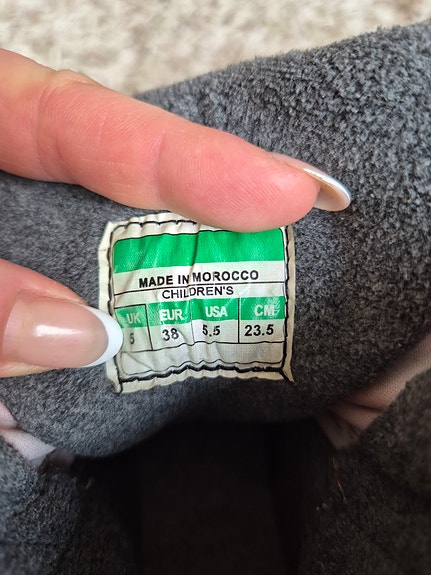 MADE IN MOROCCO
CHILDREN'S
UK EUR USA CM
5 38 5.5 23.5